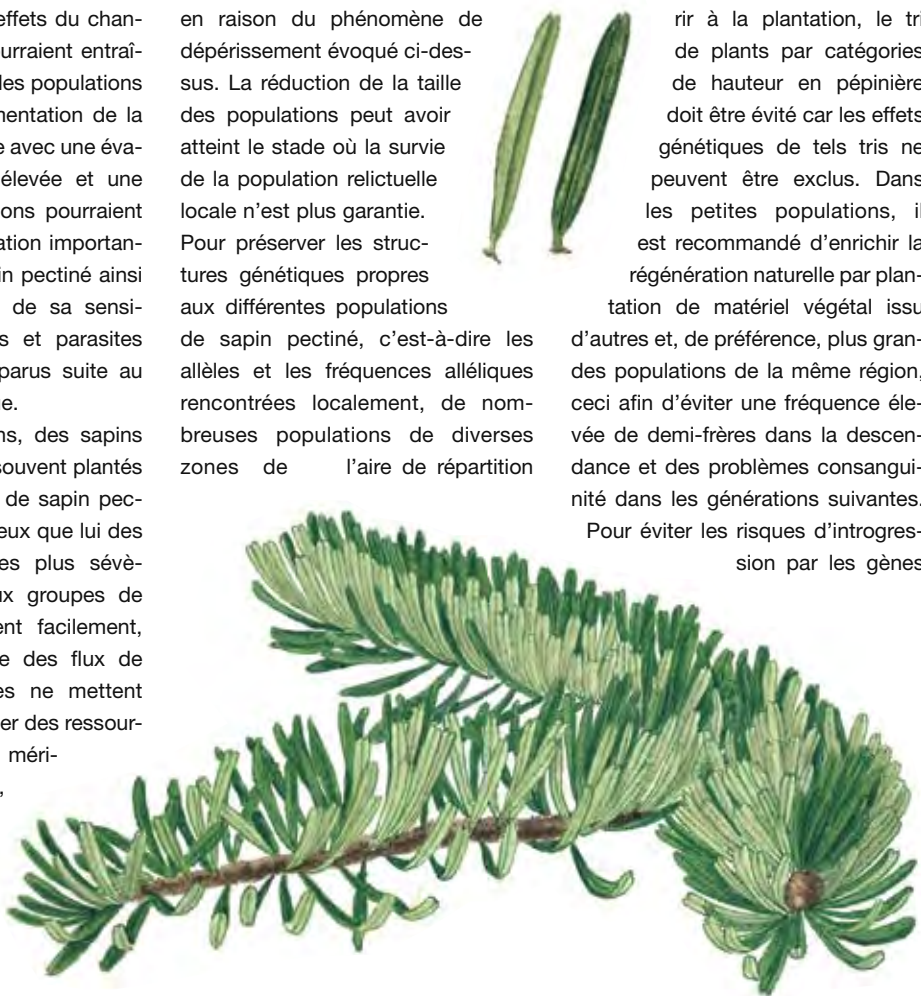 effets du chan-
urraient entraî-
les populations
mentation de la
e avec une éva-
élevée et une
ons pourraient
ation importan-
in pectiné ainsi
de sa sensi-
s et parasites
parus suite au
e.
ns, des sapins
souvent plantés
de sapin pec-
eux que lui des
es plus sévè-
ux groupes de
ent facilement,
e des flux de
es ne mettent
er des ressour-
méri-
,
en raison du phénomène de
dépérissement évoqué ci-des-
sus. La réduction de la taille
des populations peut avoir
atteint le stade où la survie
de la population relictuelle
locale n’est plus garantie.
Pour préserver les struc-
tures génétiques propres
aux différentes populations
de sapin pectiné, c’est-à-dire les
allèles et les fréquences alléliques
rencontrées localement, de nom-
breuses populations de diverses
zones de l’aire de répartition
rir à la plantation, le tri
de plants par catégories
de hauteur en pépinière
doit être évité car les effets
génétiques de tels tris ne
peuvent être exclus. Dans
les petites populations, il
est recommandé d’enrichir la
régénération naturelle par plan-
tation de matériel végétal issu
d’autres et, de préférence, plus gran-
des populations de la même région,
ceci afin d’éviter une fréquence éle-
vée de demi-frères dans la descen-
dance et des problèmes consangui-
nité dans les générations suivantes.
Pour éviter les risques d’introgres-
sion par les gènes